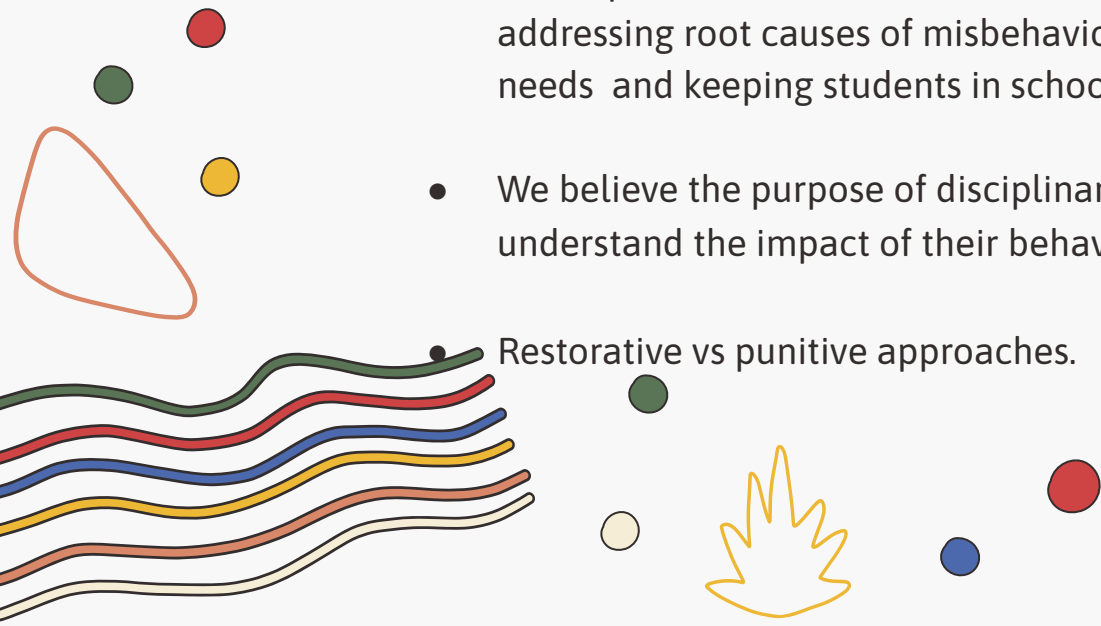 addressing root causes of misbehavio
needs  and keeping students in schoo
We believe the purpose of disciplinar
understand the impact of their behav
Restorative vs punitive approaches.